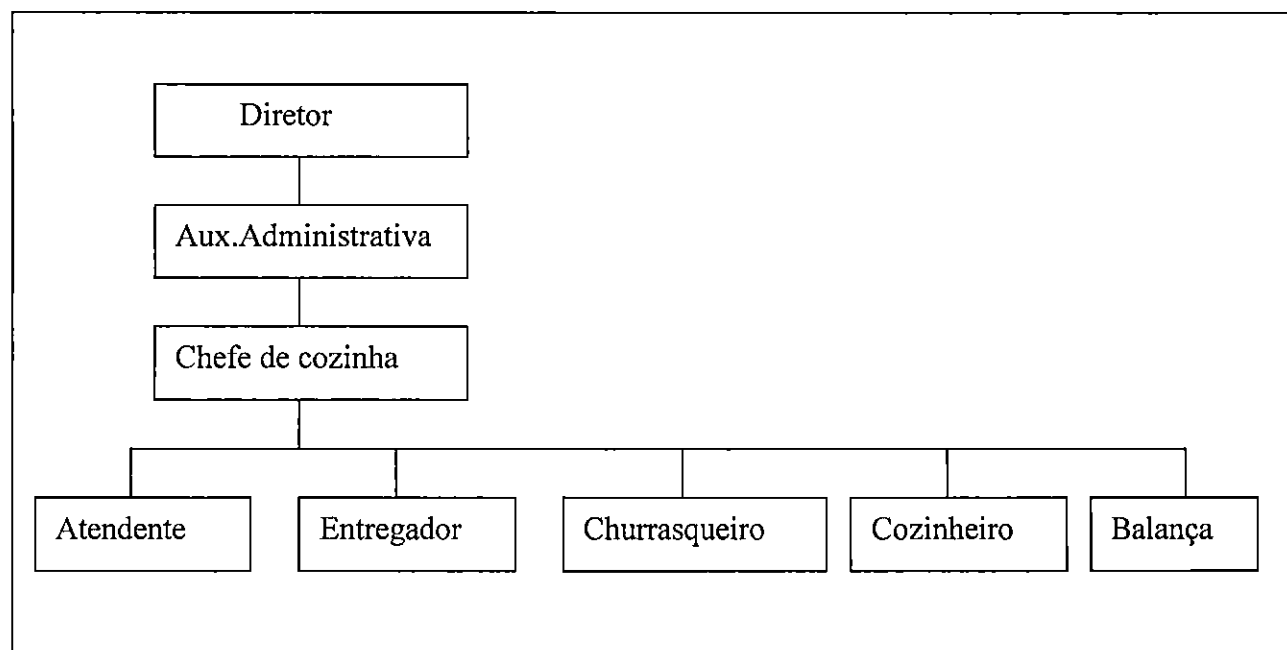 Diretor
Aux.Administrativa
Chefe de cozinha
Atendente
Entregador
Churrasqueiro
Cozinheiro
Balança